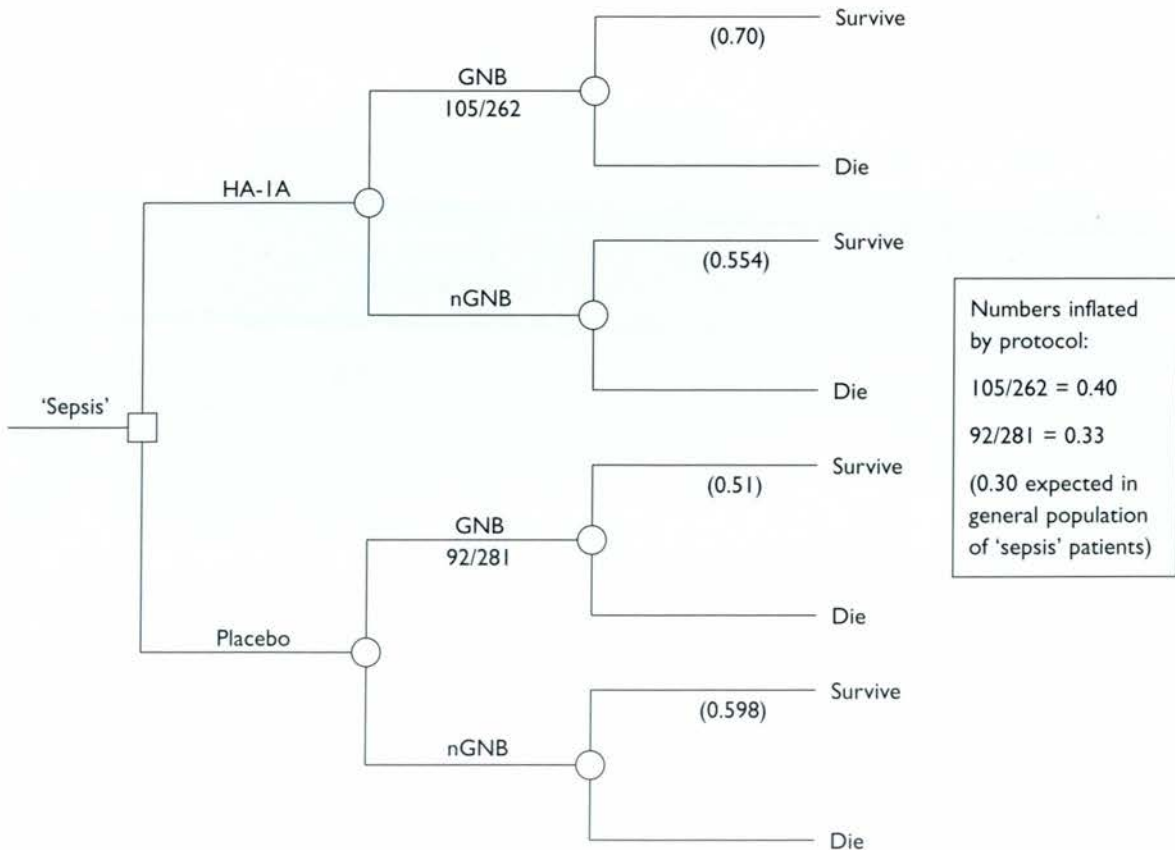 Survive
(0.70)
GNB
105/262
Die
HA-1A
Survive
(0.554)
nGNB
Die
'Sepsis'
Survive
(0.51)
GNB
92/281
Die
Placebo
Survive
(0.598)
nGNB
Die
Numbers inflated
by protocol:
105/262 = 0.40
92/281 = 0.33
(0.30 expected in
general population
of 'sepsis' patients)